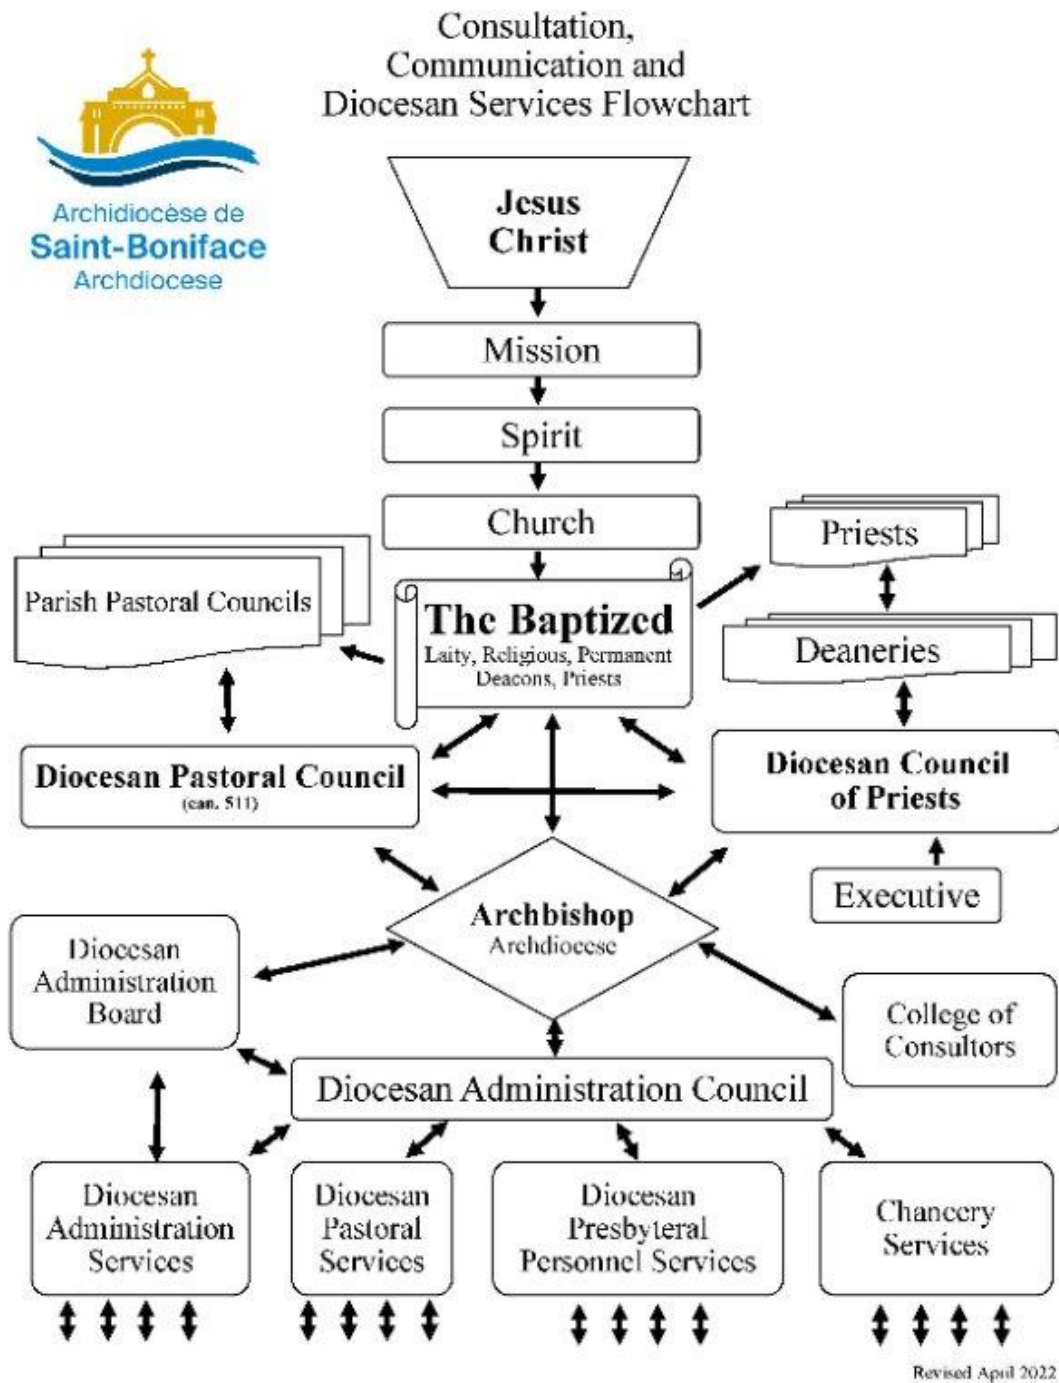 Consultation,
Communication and
Diocesan Services Flowchart
Archidiocèse de
Saint-Boniface
Archdiocese
Jesus
Christ
Mission
Spirit
Church
Priests
Parish Pastoral Councils
The Baptized
Laity, Religious, Permanent
Deacons, Priests
Deaneries
Diocesan Pastoral Council
(can. 511)
Diocesan Council
of Priests
Executive
Archbishop
Archdiocese
Diocesan
Administration
Board
College of
Consultors
Diocesan Administration Council
Diocesan
Administration
Services
Diocesan
Pastoral
Services
Diocesan
Presbyteral
Personnel Services
Chancery
Services
Revised April 2022